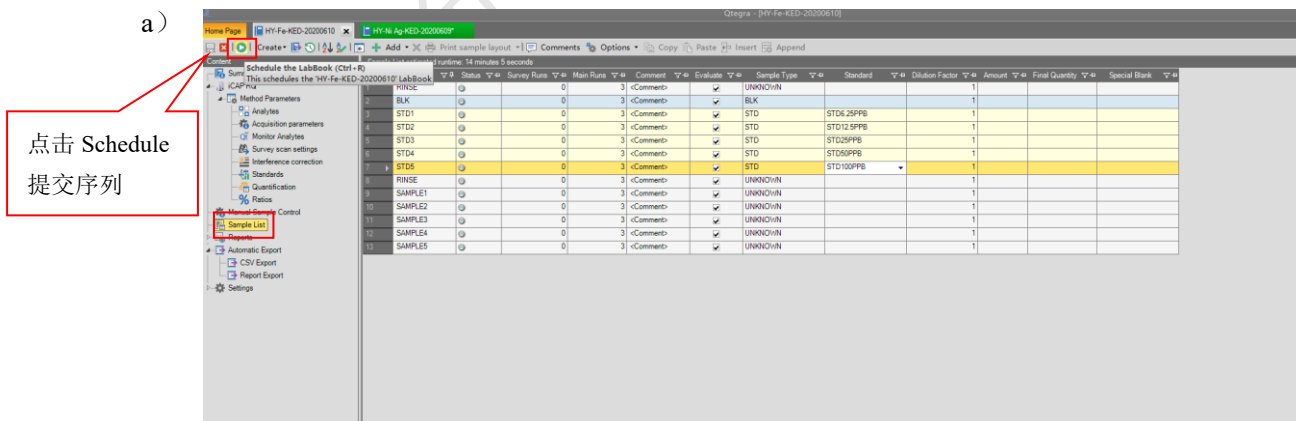 a）
Qtegra - [HY-Fe-KED-20200610]
Home Page HY-Fe-KED-20200610 x HY-Ni Ag-KED-20200609*
Create Add Print sample layout Comments Options Copy Paste Insert Append
Content
Sample List estimated runtime: 14 minutes 5 seconds
Schedule the LabBook (Ctrl+R)
This schedules the 'HY-Fe-KED-20200610' LabBook
Status Survey Runs Main Runs Comment Evaluate Sample Type Standard Dilution Factor Amount Final Quantity Special Blank
1 RINSE 0 3 <Comment> UNKNOWN 1
2 BLK 0 3 <Comment> BLK 1
3 STD1 0 3 <Comment> STD STD6.25PPB 1
4 STD2 0 3 <Comment> STD STD12.5PPB 1
5 STD3 0 3 <Comment> STD STD25PPB 1
6 STD4 0 3 <Comment> STD STD50PPB 1
7 STD5 0 3 <Comment> STD STD100PPB 1
8 RINSE 0 3 <Comment> UNKNOWN 1
9 SAMPLE1 0 3 <Comment> UNKNOWN 1
10 SAMPLE2 0 3 <Comment> UNKNOWN 1
11 SAMPLE3 0 3 <Comment> UNKNOWN 1
12 SAMPLE4 0 3 <Comment> UNKNOWN 1
13 SAMPLE5 0 3 <Comment> UNKNOWN 1
iCAP RQ
Method Parameters
Analytes
Acquisition parameters
Monitor Analytes
Survey scan settings
Interference correction
Standards
Quantification
Ratios
Manual Sample Control
Sample List
Reports
Automatic Export
CSV Export
Report Export
Settings
点击 Schedule
提交序列